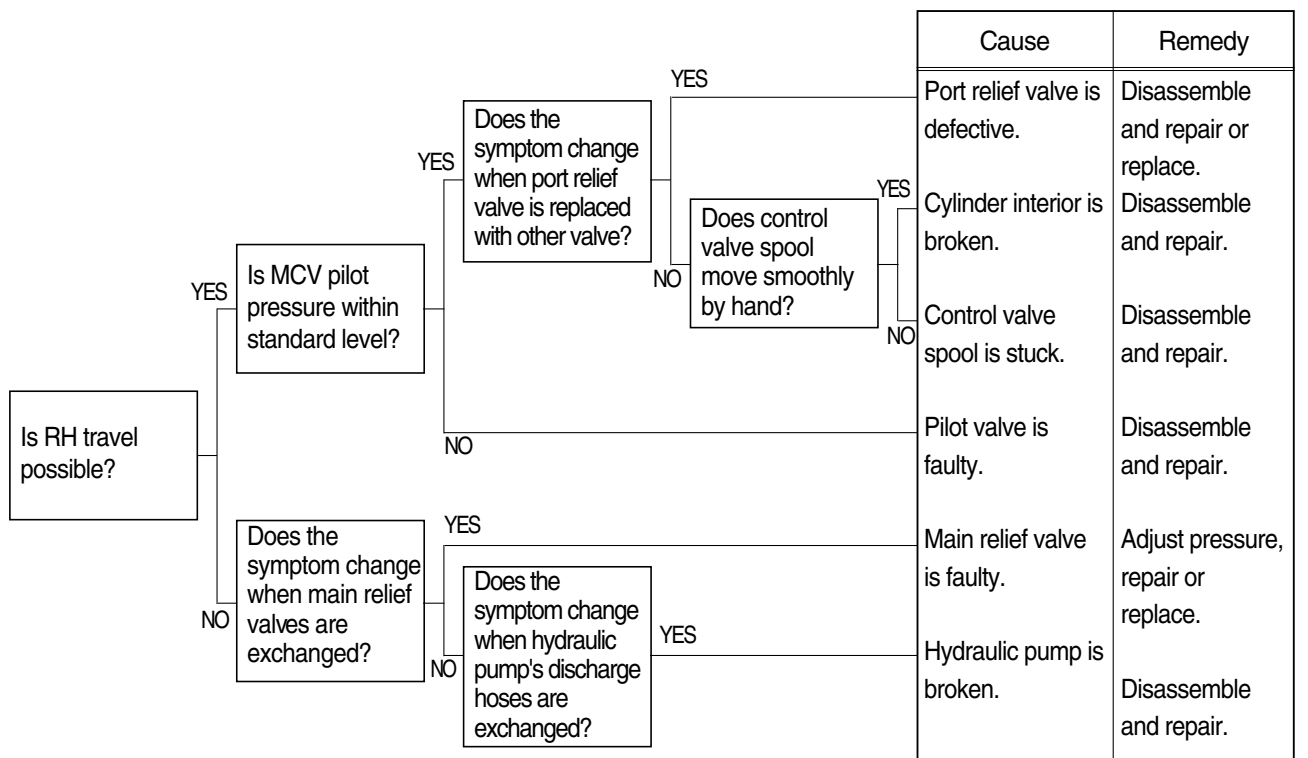 Cause
Remedy
Is RH travel
possible?
YES
NO
Is MCV pilot
pressure within
standard level?
YES
NO
Does the
symptom change
when port relief
valve is replaced
with other valve?
YES
NO
Does control
valve spool
move smoothly
by hand?
YES
NO
Does the
symptom change
when main relief
valves are
exchanged?
YES
NO
Does the
symptom change
when hydraulic
pump's discharge
hoses are
exchanged?
YES
Port relief valve is
defective.
Disassemble
and repair or
replace.
Cylinder interior is
broken.
Disassemble
and repair.
Control valve
spool is stuck.
Disassemble
and repair.
Pilot valve is
faulty.
Disassemble
and repair.
Main relief valve
is faulty.
Adjust pressure,
repair or
replace.
Hydraulic pump is
broken.
Disassemble
and repair.